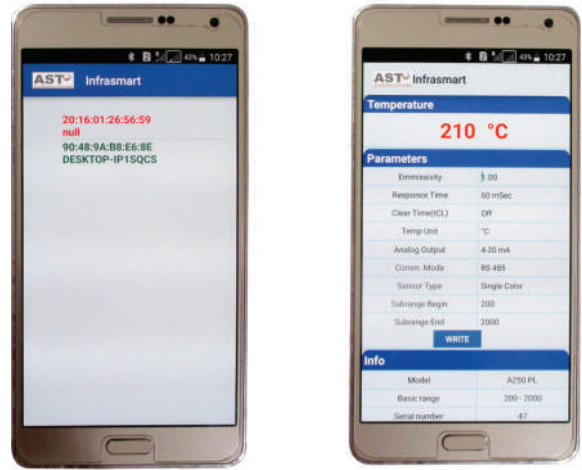 43% 10:27
AST Infrasmart
20:16:01:26:56:59
null
90:48:9A:B8:E6:8E
DESKTOP-IP1SQCS
43% 10:27
AST Infrasmart
Temperature
210 °C
Parameters
Emmissivity 1.00
Responce Time 60 mSec
Clear Time(tCL) Off
Temp Unit °C
Analog Output 4-20 mA
Comm. Mode RS 485
Sensor Type Single Color
Subrange Begin 200
Subrange End 2000
WRITE
Info
Model A250 PL
Basic range 200 - 2000
Serial number 47